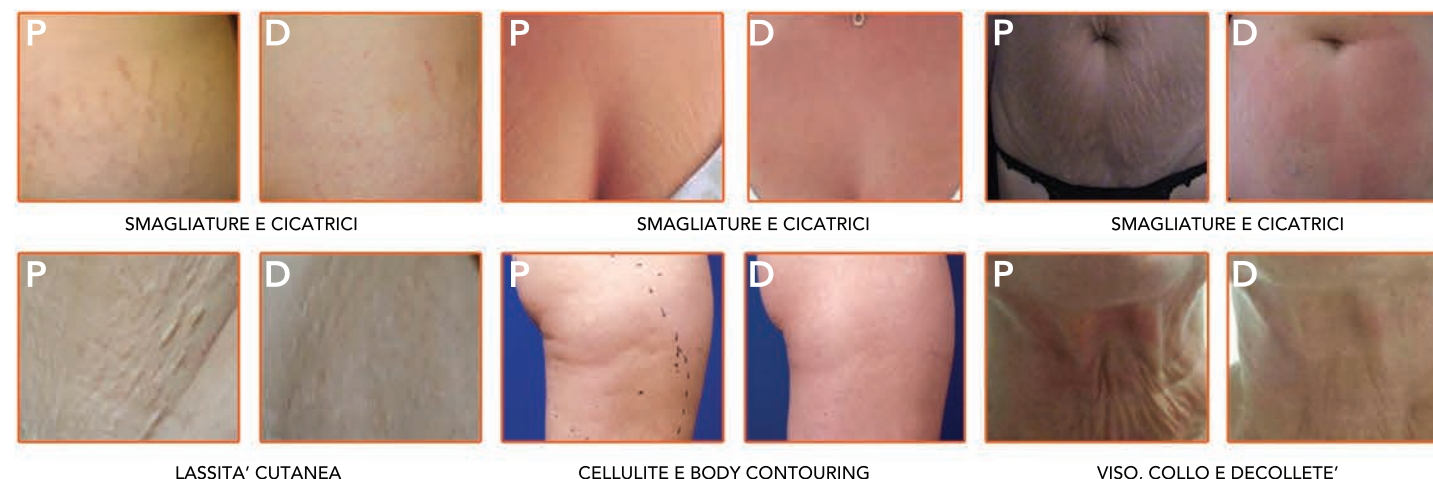 P D P D P D
SMAGLIATURE E CICATRICI SMAGLIATURE E CICATRICI SMAGLIATURE E CICATRICI
P D P D P D
LASSITA’ CUTANEA CELLULITE E BODY CONTOURING VISO, COLLO E DECOLLETE’